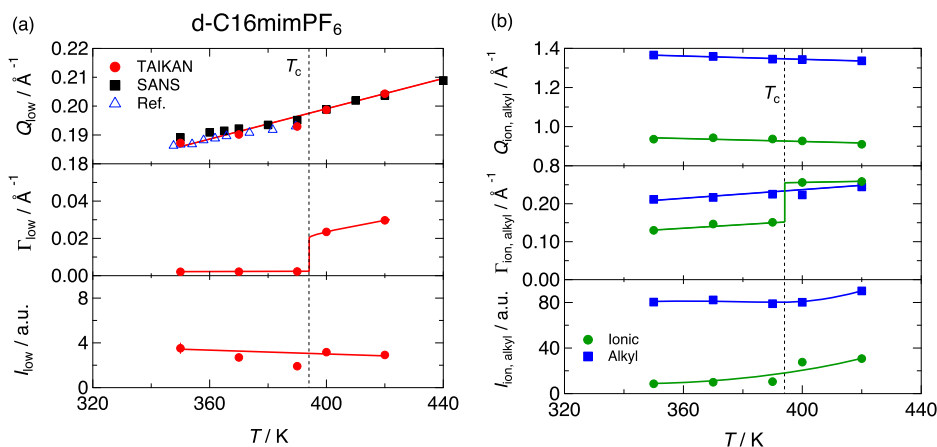 (a)
d-C16mimPF6
0.22
0.21
0.20
0.19
0.18
Qlow / Å-1
TAIKAN
SANS
Ref.
Tc
0.04
0.02
0.00
Γlow / Å-1
8
4
0
Ilow / a.u.
320
360
400
440
T / K
(b)
1.4
1.2
1.0
0.8
Qion, alkyl / Å-1
Tc
0.20
0.10
0.00
Γion, alkyl / Å-1
120
80
40
0
Iion, alkyl / a.u.
Ionic
Alkyl
320
360
400
440
T / K